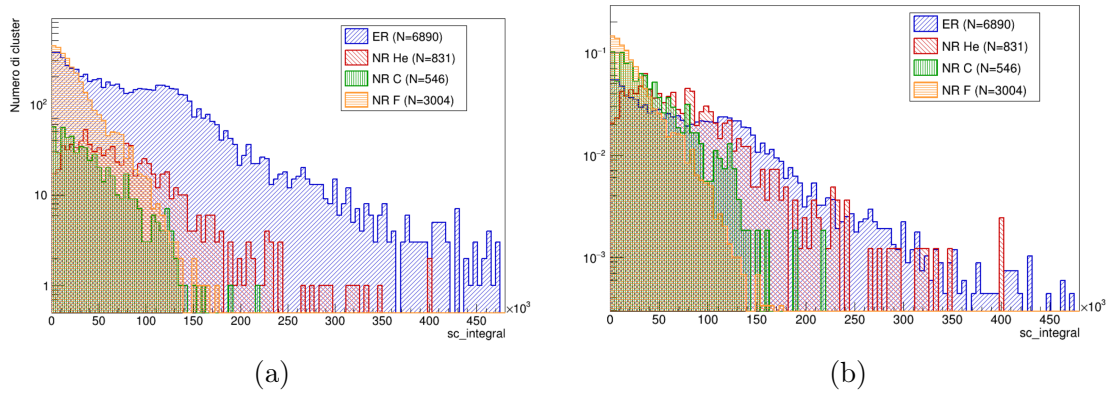 Numero di cluster
10²
10
1
0 50 100 150 200 250 300 350 400 450
×10³
sc_integral
ER (N=6890)
NR He (N=831)
NR C (N=546)
NR F (N=3004)
(a)
10⁻¹
10⁻²
10⁻³
0 50 100 150 200 250 300 350 400 450
×10³
sc_integral
ER (N=6890)
NR He (N=831)
NR C (N=546)
NR F (N=3004)
(b)